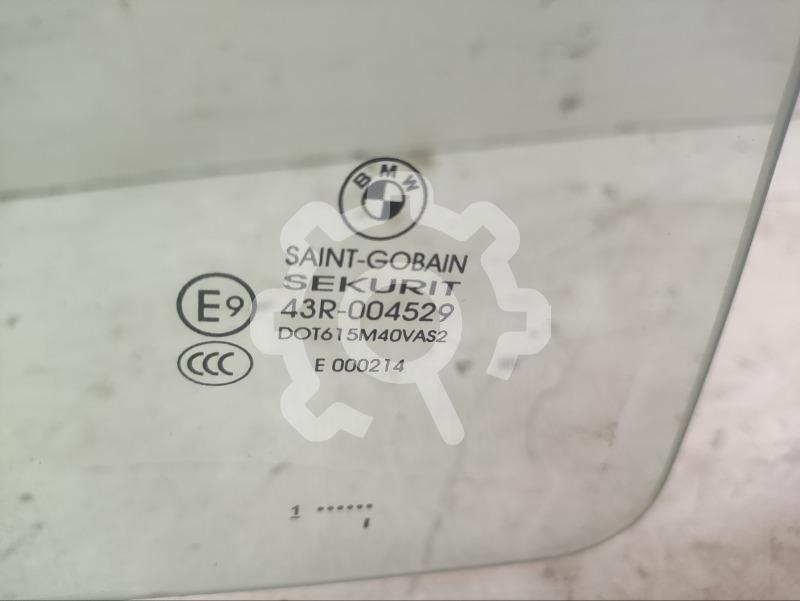 BMW
SAINT-GOBAIN
SEKURIT
E9 43R-004529
DOT615M40VAS2
CCC E 000214
1 ······